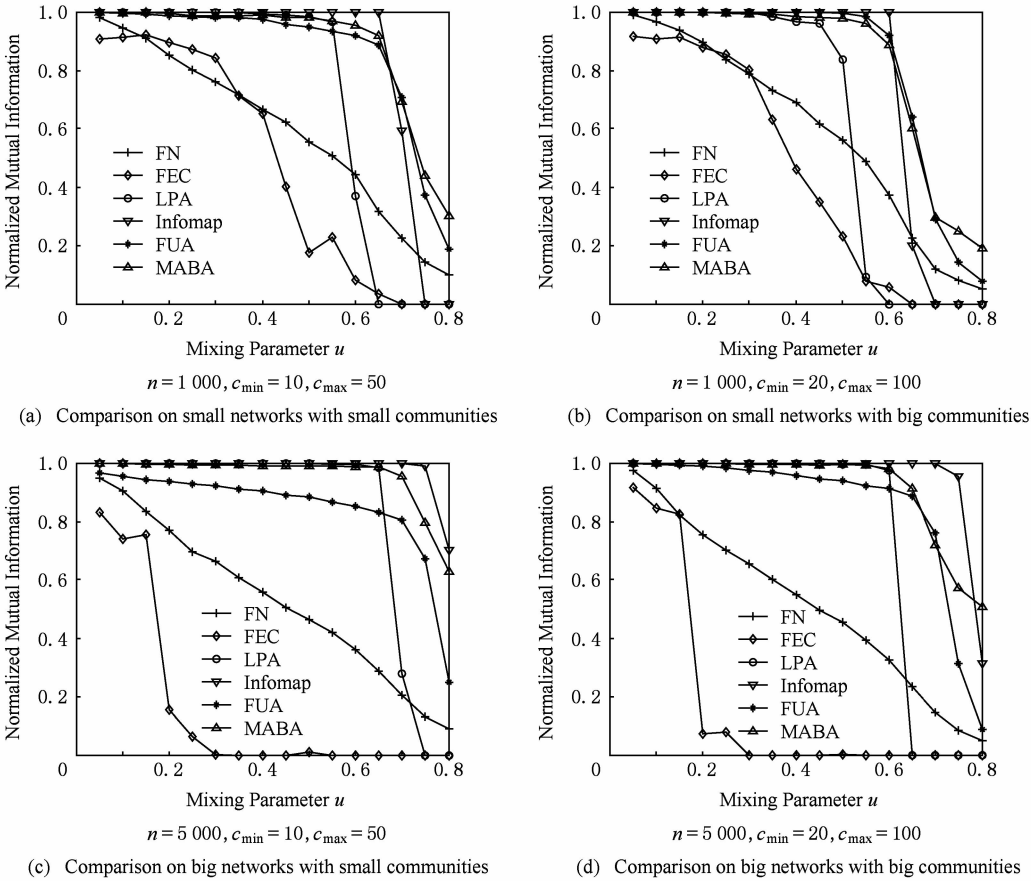 Normalized Mutual Information
1.0
0.8
0.6
0.4
0.2
0
FN
FEC
LPA
Infomap
FUA
MABA
0.2 0.4 0.6 0.8
Mixing Parameter u
n=1 000, cmin=10, cmax=50
(a) Comparison on small networks with small communities
Normalized Mutual Information
1.0
0.8
0.6
0.4
0.2
0
FN
FEC
LPA
Infomap
FUA
MABA
0.2 0.4 0.6 0.8
Mixing Parameter u
n=1 000, cmin=20, cmax=100
(b) Comparison on small networks with big communities
Normalized Mutual Information
1.0
0.8
0.6
0.4
0.2
0
FN
FEC
LPA
Infomap
FUA
MABA
0.2 0.4 0.6 0.8
Mixing Parameter u
n=5 000, cmin=10, cmax=50
(c) Comparison on big networks with small communities
Normalized Mutual Information
1.0
0.8
0.6
0.4
0.2
0
FN
FEC
LPA
Infomap
FUA
MABA
0.2 0.4 0.6 0.8
Mixing Parameter u
n=5 000, cmin=20, cmax=100
(d) Comparison on big networks with big communities